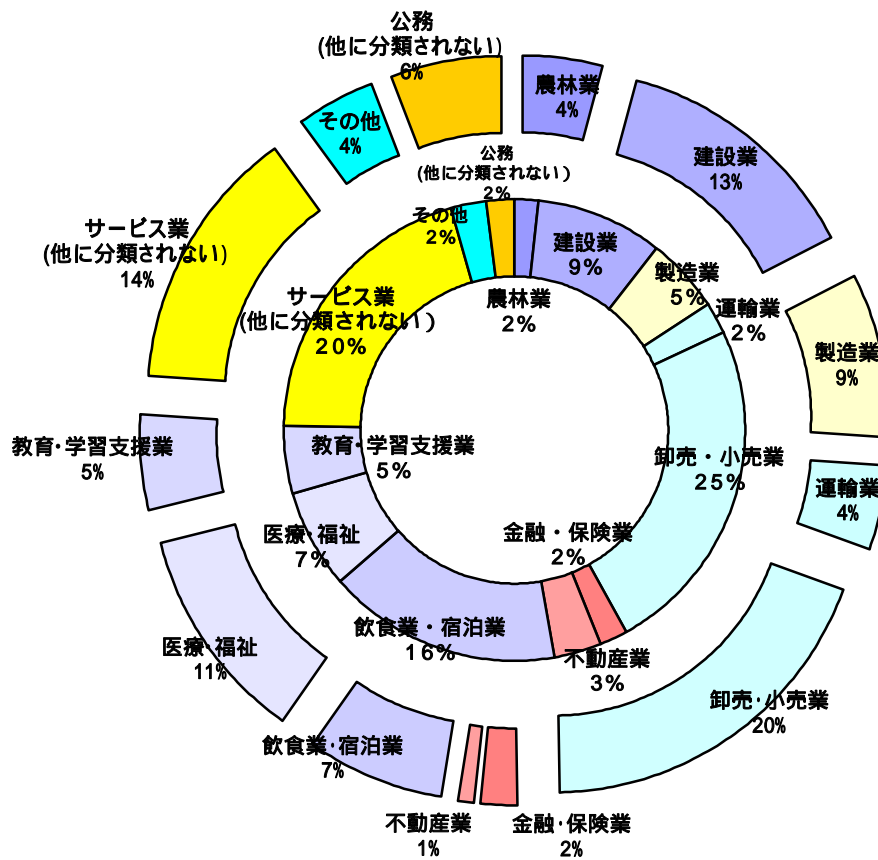 公務
(他に分類されない)
6%
農林業
4%
建設業
13%
製造業
9%
運輸業
4%
卸売・小売業
20%
金融・保険業
2%
不動産業
1%
飲食業・宿泊業
7%
医療・福祉
11%
教育・学習支援業
5%
サービス業
(他に分類されない)
14%
その他
4%
公務
(他に分類されない)
2%
農林業
2%
建設業
9%
製造業
5%
運輸業
2%
卸売・小売業
25%
金融・保険業
2%
不動産業
3%
飲食業・宿泊業
16%
医療・福祉
7%
教育・学習支援業
5%
サービス業
(他に分類されない)
20%
その他
2%